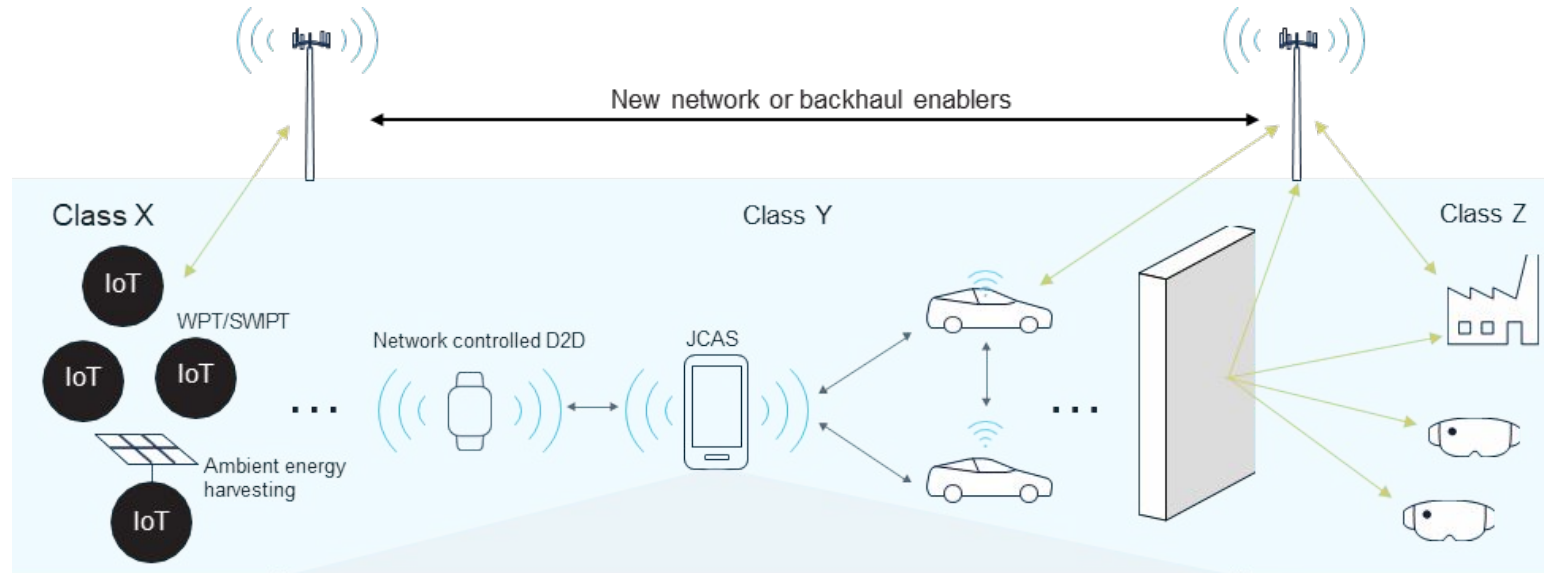 New network or backhaul enablers
Class X
Class Y
Class Z
IoT
WPT/SWIPT
IoT
IoT
Network controlled D2D
JCAS
...
...
Ambient energy
harvesting
IoT